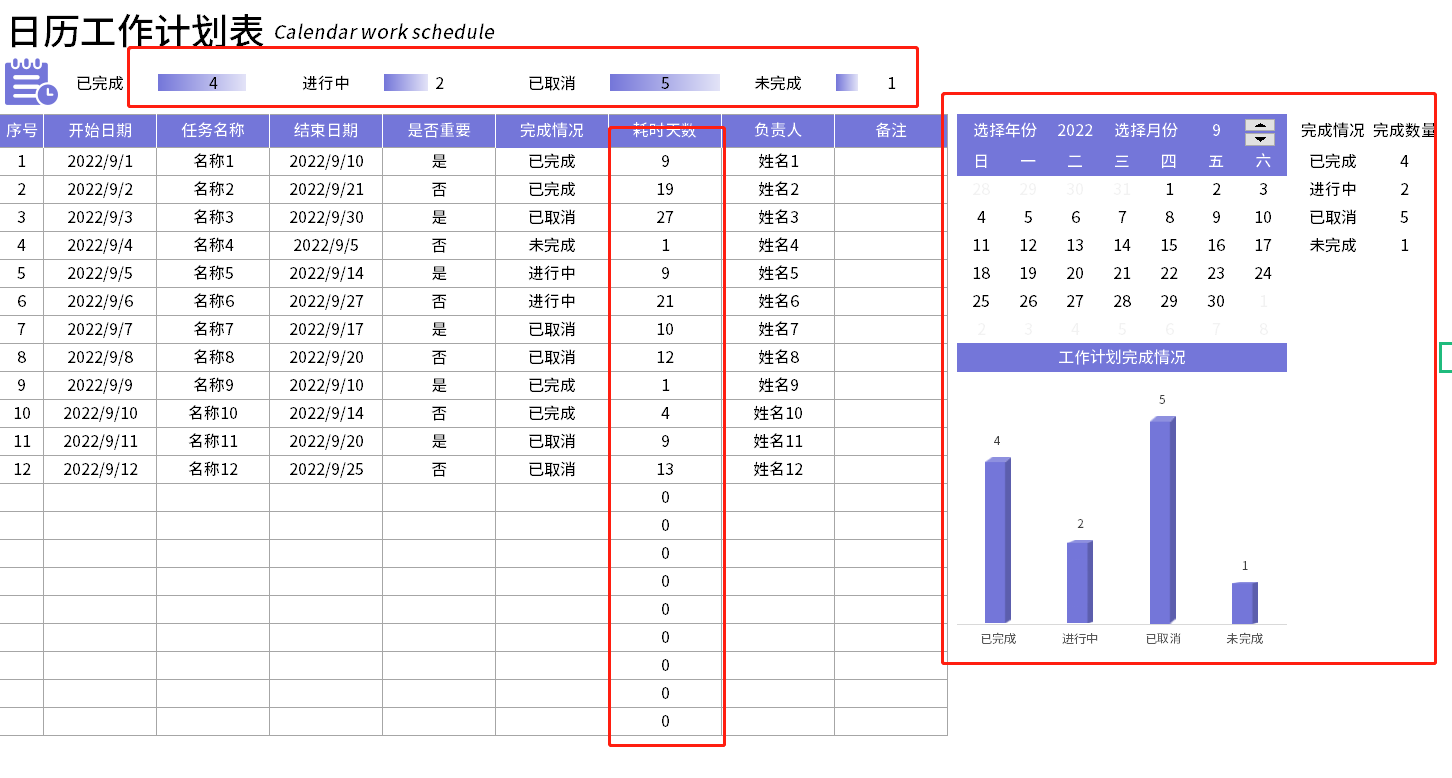 日历工作计划表 Calendar work schedule
已完成 4 进行中 2 已取消 5 未完成 1
序号 开始日期 任务名称 结束日期 是否重要 完成情况 耗时天数 负责人 备注
1 2022/9/1 名称1 2022/9/10 是 已完成 9 姓名1
2 2022/9/2 名称2 2022/9/21 否 已完成 19 姓名2
3 2022/9/3 名称3 2022/9/30 是 已取消 27 姓名3
4 2022/9/4 名称4 2022/9/5 否 未完成 1 姓名4
5 2022/9/5 名称5 2022/9/14 是 进行中 9 姓名5
6 2022/9/6 名称6 2022/9/27 否 进行中 21 姓名6
7 2022/9/7 名称7 2022/9/17 是 已取消 10 姓名7
8 2022/9/8 名称8 2022/9/20 否 已取消 12 姓名8
9 2022/9/9 名称9 2022/9/10 是 已完成 1 姓名9
10 2022/9/10 名称10 2022/9/14 否 已完成 4 姓名10
11 2022/9/11 名称11 2022/9/20 是 已取消 9 姓名11
12 2022/9/12 名称12 2022/9/25 否 已取消 13 姓名12
0
0
0
0
0
0
0
0
0
选择年份 2022 选择月份 9
日 一 二 三 四 五 六
28 29 30 31 1 2 3
4 5 6 7 8 9 10
11 12 13 14 15 16 17
18 19 20 21 22 23 24
25 26 27 28 29 30 1
2 3 4 5 6 7 8
工作计划完成情况
4
2
5
1
已完成 进行中 已取消 未完成
完成情况 完成数量
已完成 4
进行中 2
已取消 5
未完成 1